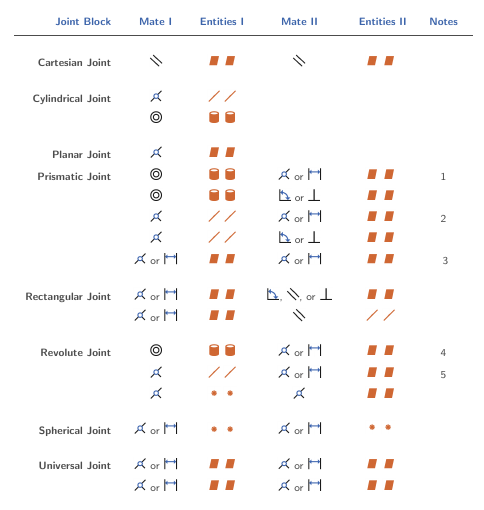 Joint Block Mate I Entities I Mate II Entities II Notes
Cartesian Joint
Cylindrical Joint
Planar Joint
Prismatic Joint or 1
or
or 2
or
or or 3
Rectangular Joint or , , or
or
Revolute Joint or 4
or 5
Spherical Joint or or
Universal Joint or or
or or